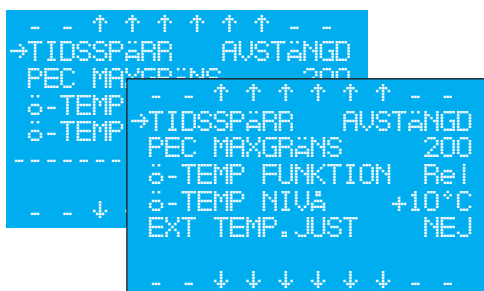 - - ↑ ↑ ↑ ↑ ↑ ↑ - -
→TIDSSPäRR AVSTäNGD
PEC MAXGRäNS 200
ö-TEMP
ö-TEMP
- - - - - - -
- - ↓
- - ↑ ↑ ↑ ↑ ↑ ↑ - -
→TIDSSPäRR AVSTäNGD
PEC MAXGRäNS 200
ö-TEMP FUNKTION Rel
ö-TEMP NIVÅ +10°C
EXT TEMP.JUST NEJ
- - ↓ ↓ ↓ ↓ ↓ ↓ - -